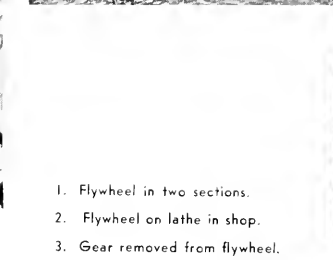 1. Flywheel in two sections.
2. Flywheel on lathe in shop.
3. Gear removed from flywheel.